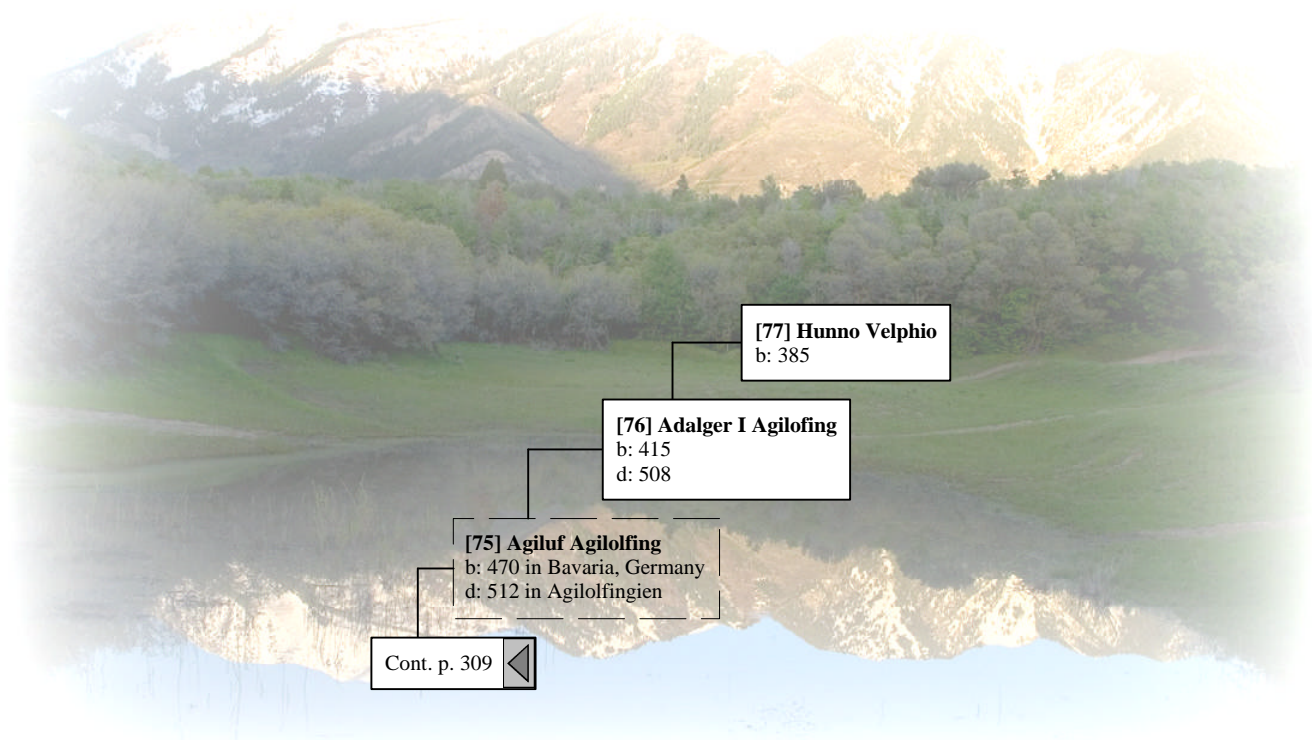 [77] Hunno Velphio
b: 385
[76] Adalger I Agilofing
b: 415
d: 508
[75] Agiluf Agilolfing
b: 470 in Bavaria, Germany
d: 512 in Agilolfingien
Cont. p. 309